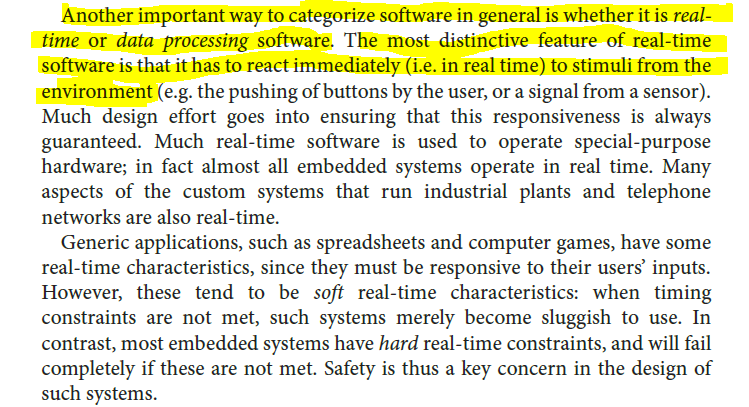 Another important way to categorize software in general is whether it is real-
time or data processing software. The most distinctive feature of real-time
software is that it has to react immediately (i.e. in real time) to stimuli from the
environment (e.g. the pushing of buttons by the user, or a signal from a sensor).
Much design effort goes into ensuring that this responsiveness is always
guaranteed. Much real-time software is used to operate special-purpose
hardware; in fact almost all embedded systems operate in real time. Many
aspects of the custom systems that run industrial plants and telephone
networks are also real-time.
Generic applications, such as spreadsheets and computer games, have some
real-time characteristics, since they must be responsive to their users’ inputs.
However, these tend to be soft real-time characteristics: when timing
constraints are not met, such systems merely become sluggish to use. In
contrast, most embedded systems have hard real-time constraints, and will fail
completely if these are not met. Safety is thus a key concern in the design of
such systems.